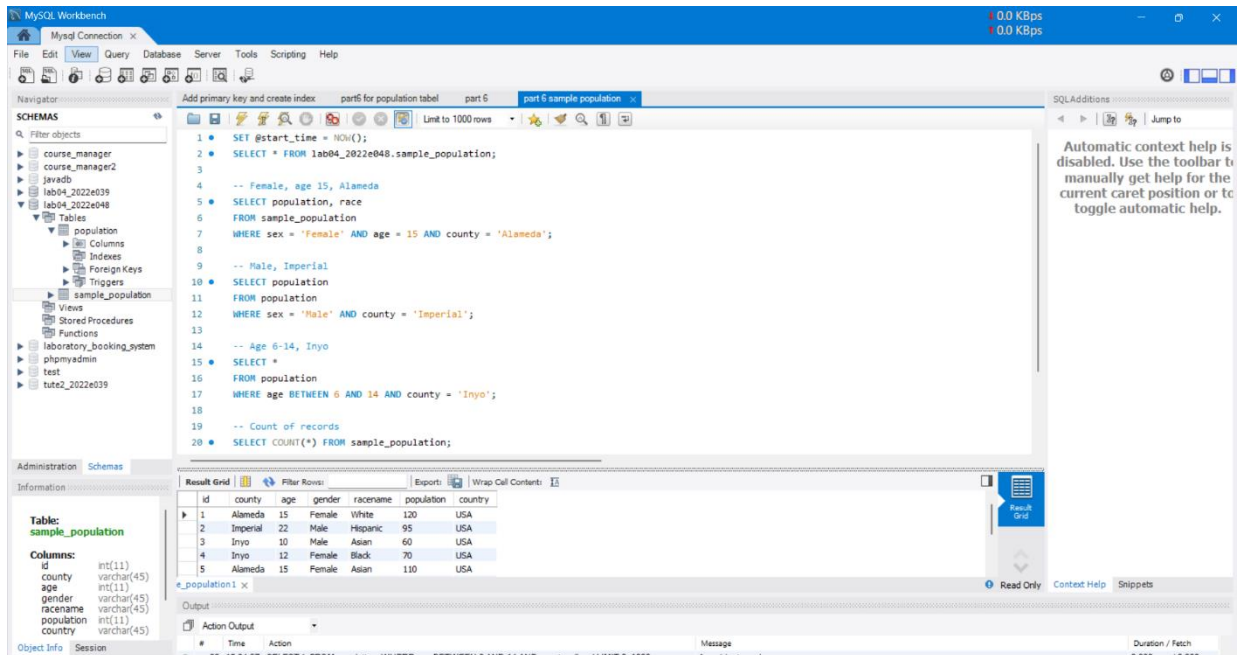 MySQL Workbench
0.0 KBps
0.0 KBps
Mysql Connection ×
File Edit View Query Database Server Tools Scripting Help
Navigator
SCHEMAS
Filter objects
course_manager
course_manager2
javadb
lab04_2022e039
lab04_2022e048
Tables
population
Columns
Indexes
Foreign Keys
Triggers
sample_population
Views
Stored Procedures
Functions
laboratory_booking_system
phpmyadmin
test
tute2_2022e039
Administration Schemas
Information
Table:
sample_population
Columns:
id int(11)
county varchar(45)
age int(11)
gender varchar(45)
racename varchar(45)
population int(11)
country varchar(45)
Object Info Session
Add primary key and create index part6 for population tabel part 6 part 6 sample population ×
Limit to 1000 rows
1 SET @start_time = NOW();
2 SELECT * FROM lab04_2022e048.sample_population;
3
4 -- Female, age 15, Alameda
5 SELECT population, race
6 FROM sample_population
7 WHERE sex = 'Female' AND age = 15 AND county = 'Alameda';
8
9 -- Male, Imperial
10 SELECT population
11 FROM population
12 WHERE sex = 'Male' AND county = 'Imperial';
13
14 -- Age 6-14, Inyo
15 SELECT *
16 FROM population
17 WHERE age BETWEEN 6 AND 14 AND county = 'Inyo';
18
19 -- Count of records
20 SELECT COUNT(*) FROM sample_population;
Result Grid Filter Rows: Export: Wrap Cell Content:
id county age gender racename population country
1 Alameda 15 Female White 120 USA
2 Imperial 22 Male Hispanic 95 USA
3 Inyo 10 Male Asian 60 USA
4 Inyo 12 Female Black 70 USA
5 Alameda 15 Female Asian 110 USA
Result
Grid
e_population1 ×
Read Only
Output
Action Output
# Time Action Message Duration / Fetch
SQLAdditions
Jump to
Automatic context help is
disabled. Use the toolbar to
manually get help for the
current caret position or to
toggle automatic help.
Context Help Snippets